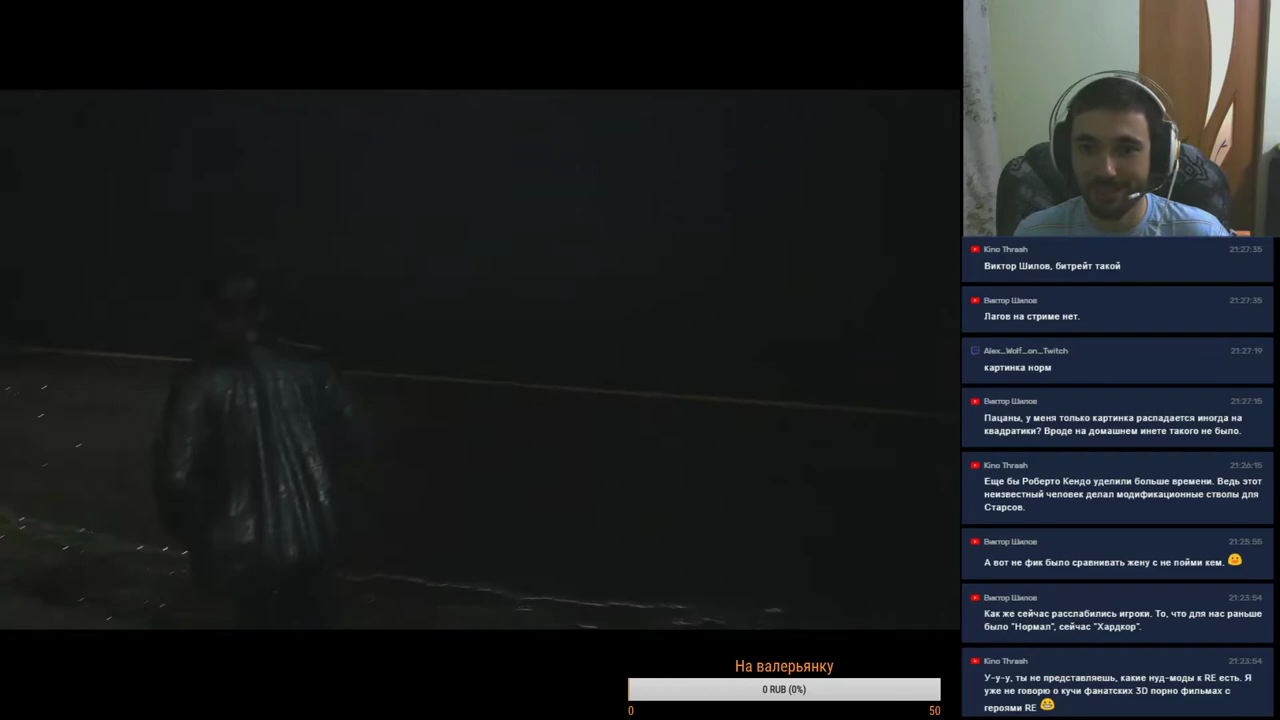 Kino Thrash 21:27:35
Виктор Шилов, битрейт такой
Виктор Шилов 21:27:35
Лагов на стриме нет.
Alex_Wolf_on_Twitch 21:27:19
картинка норм
Виктор Шилов 21:27:15
Пацаны, у меня только картинка распадается иногда на
квадратики? Вроде на домашнем инете такого не было.
Kino Thrash 21:26:15
Еще бы Роберто Кендо уделили больше времени. Ведь этот
неизвестный человек делал модификационные стволы для
Старсов.
Виктор Шилов 21:25:55
А вот не фик было сравнивать жену с не пойми кем.
Виктор Шилов 21:23:54
Как же сейчас расслабились игроки. То, что для нас раньше
было "Нормал", сейчас "Хардкор".
Kino Thrash 21:23:54
У-у-у, ты не представляешь, какие нуд-моды к RE есть. Я
уже не говорю о кучи фанатских 3D порно фильмах с
героями RE
На валерьянку
0 RUB (0%)
0 50